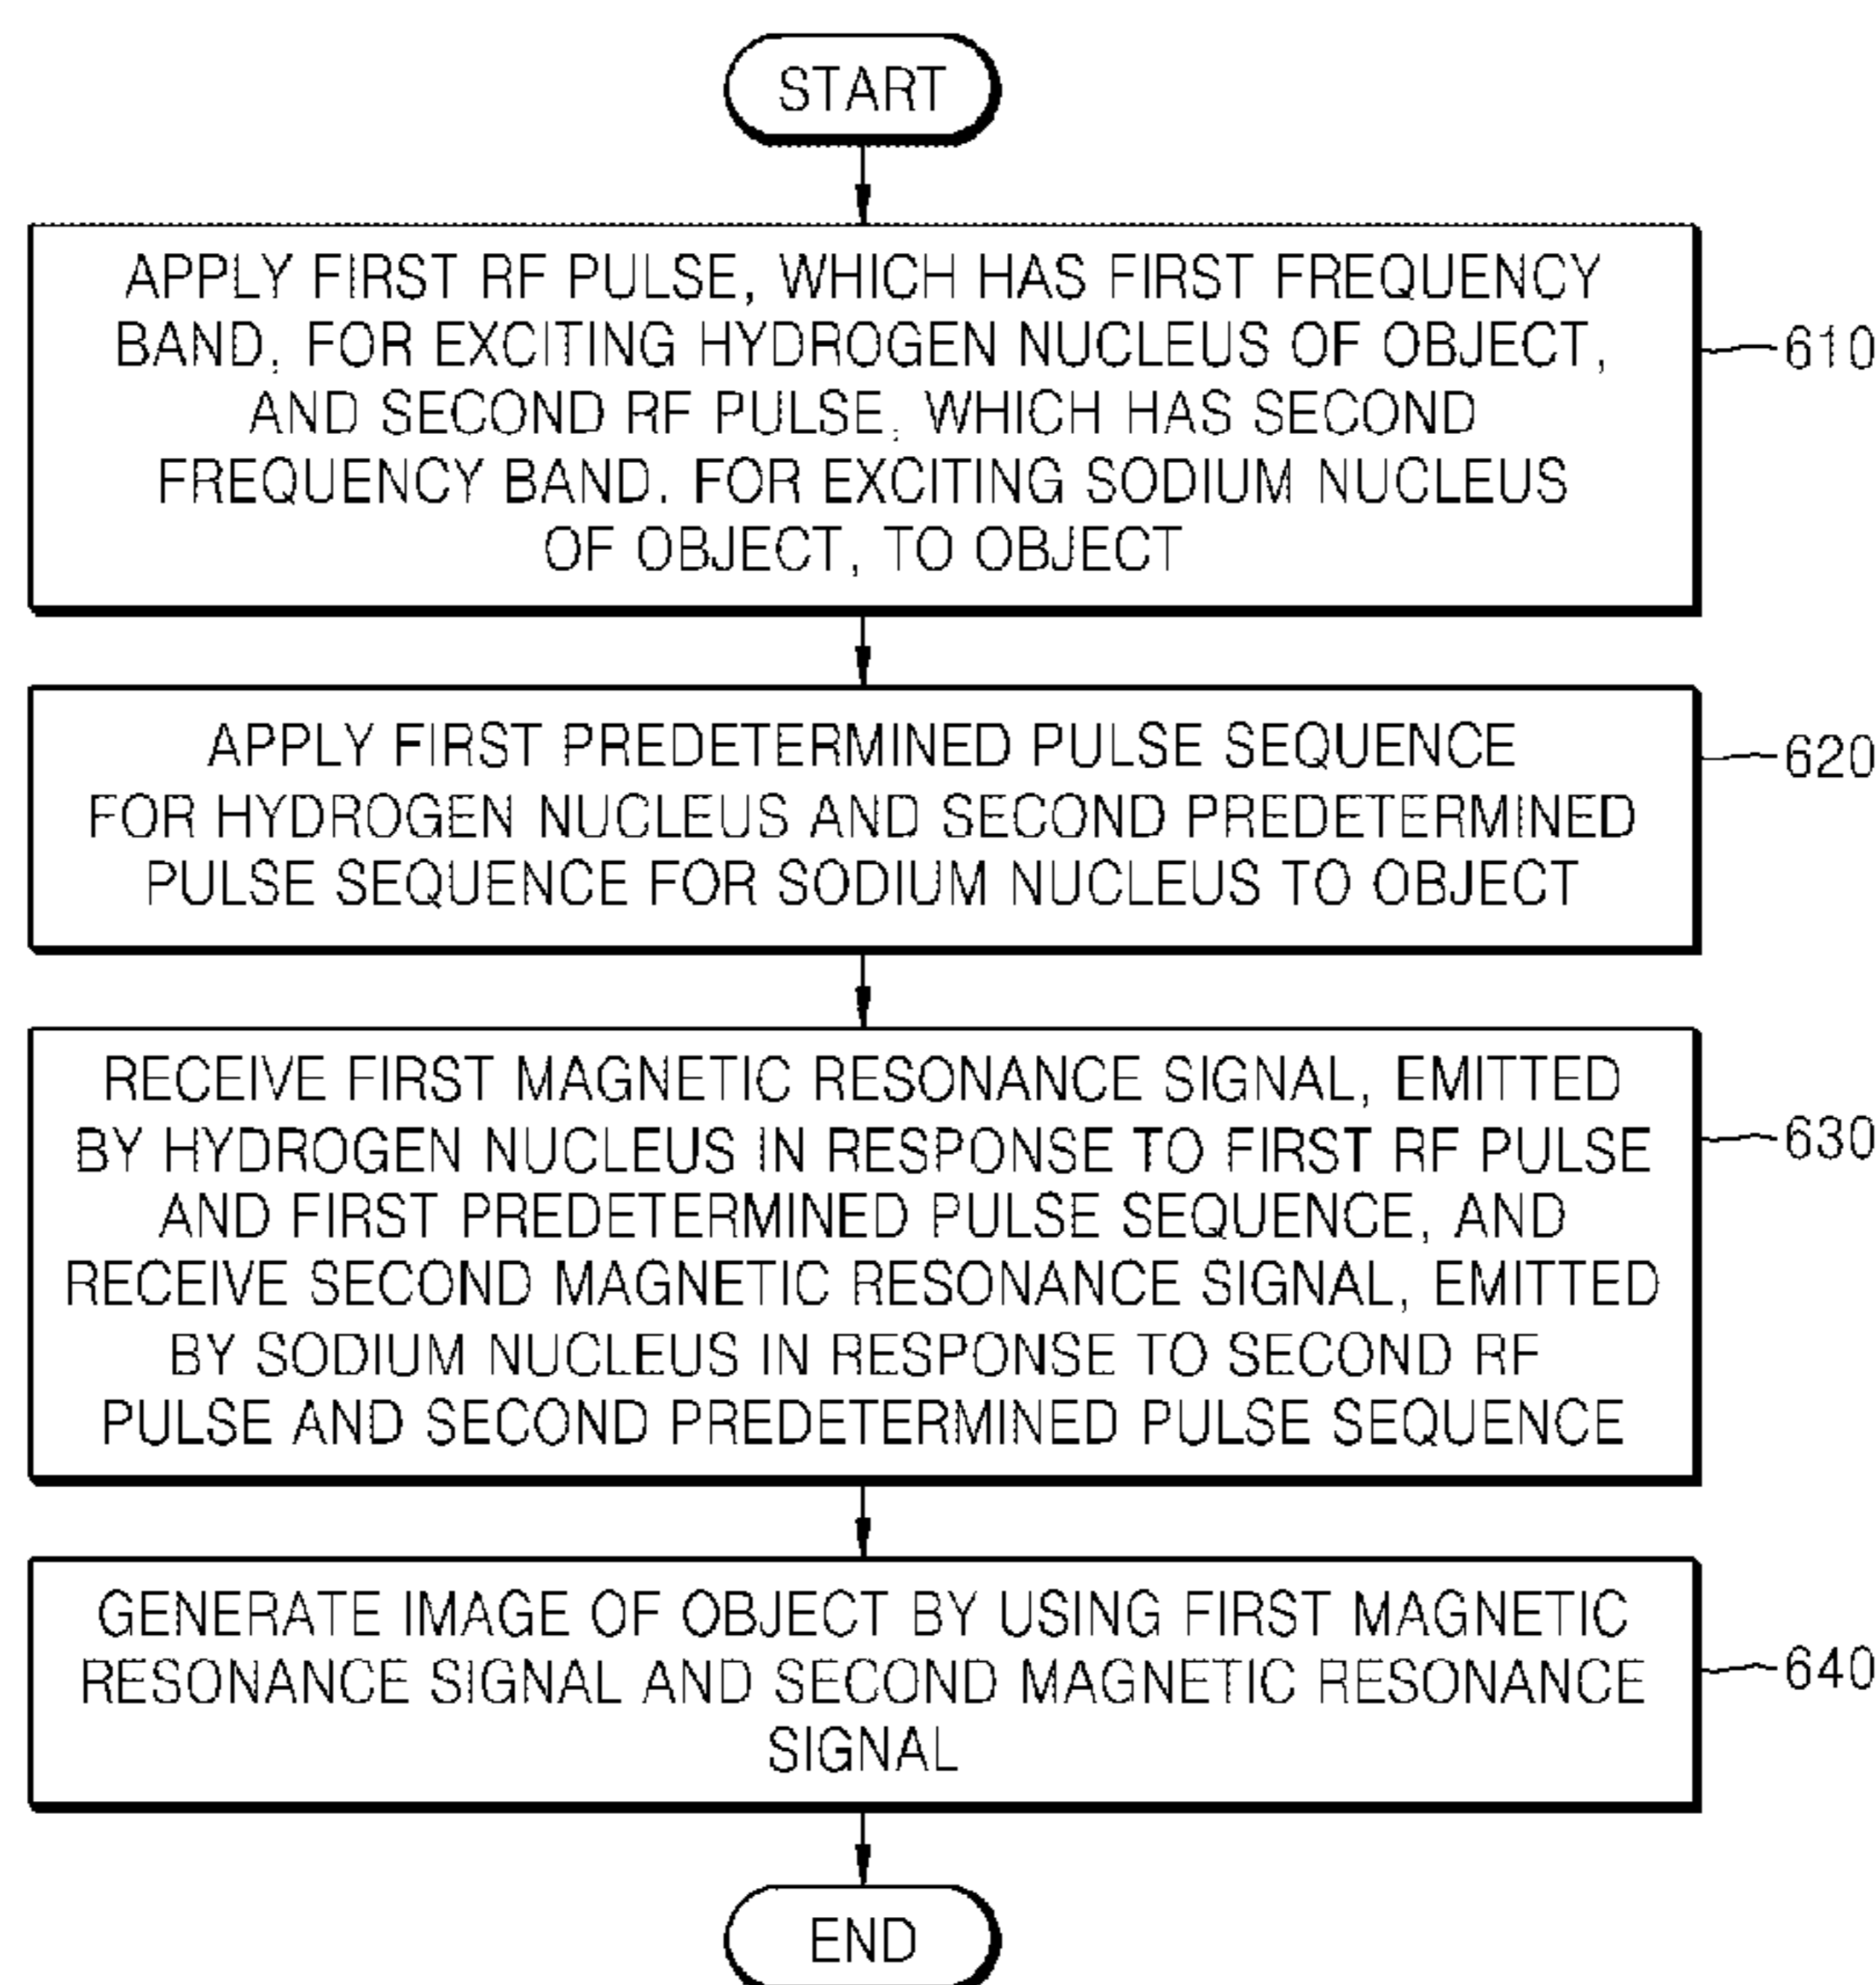 START
APPLY FIRST RF PULSE, WHICH HAS FIRST FREQUENCY
BAND, FOR EXCITING HYDROGEN NUCLEUS OF OBJECT,
AND SECOND RF PULSE, WHICH HAS SECOND
FREQUENCY BAND, FOR EXCITING SODIUM NUCLEUS
OF OBJECT, TO OBJECT
610
APPLY FIRST PREDETERMINED PULSE SEQUENCE
FOR HYDROGEN NUCLEUS AND SECOND PREDETERMINED
PULSE SEQUENCE FOR SODIUM NUCLEUS TO OBJECT
620
RECEIVE FIRST MAGNETIC RESONANCE SIGNAL, EMITTED
BY HYDROGEN NUCLEUS IN RESPONSE TO FIRST RF PULSE
AND FIRST PREDETERMINED PULSE SEQUENCE, AND
RECEIVE SECOND MAGNETIC RESONANCE SIGNAL, EMITTED
BY SODIUM NUCLEUS IN RESPONSE TO SECOND RF
PULSE AND SECOND PREDETERMINED PULSE SEQUENCE
630
GENERATE IMAGE OF OBJECT BY USING FIRST MAGNETIC
RESONANCE SIGNAL AND SECOND MAGNETIC RESONANCE
SIGNAL
640
END